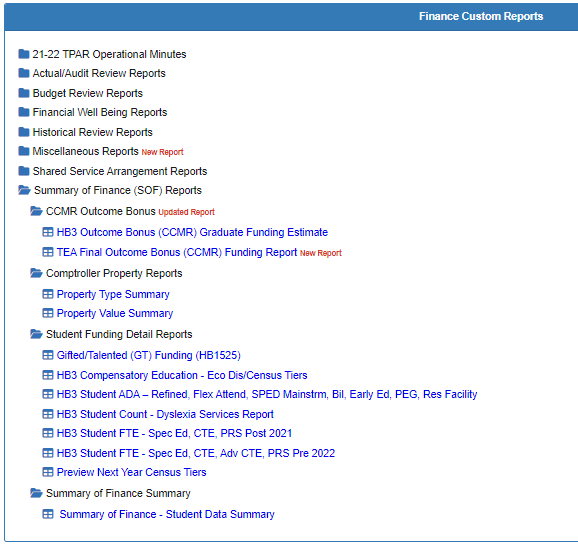 Finance Custom Reports
21-22 TPAR Operational Minutes
Actual/Audit Review Reports
Budget Review Reports
Financial Well Being Reports
Historical Review Reports
Miscellaneous Reports New Report
Shared Service Arrangement Reports
Summary of Finance (SOF) Reports
CCMR Outcome Bonus Updated Report
HB3 Outcome Bonus (CCMR) Graduate Funding Estimate
TEA Final Outcome Bonus (CCMR) Funding Report New Report
Comptroller Property Reports
Property Type Summary
Property Value Summary
Student Funding Detail Reports
Gifted/Talented (GT) Funding (HB1525)
HB3 Compensatory Education - Eco Dis/Census Tiers
HB3 Student ADA – Refined, Flex Attend, SPED Mainstrm, Bil, Early Ed, PEG, Res Facility
HB3 Student Count - Dyslexia Services Report
HB3 Student FTE - Spec Ed, CTE, PRS Post 2021
HB3 Student FTE - Spec Ed, CTE, Adv CTE, PRS Pre 2022
Preview Next Year Census Tiers
Summary of Finance Summary
Summary of Finance - Student Data Summary